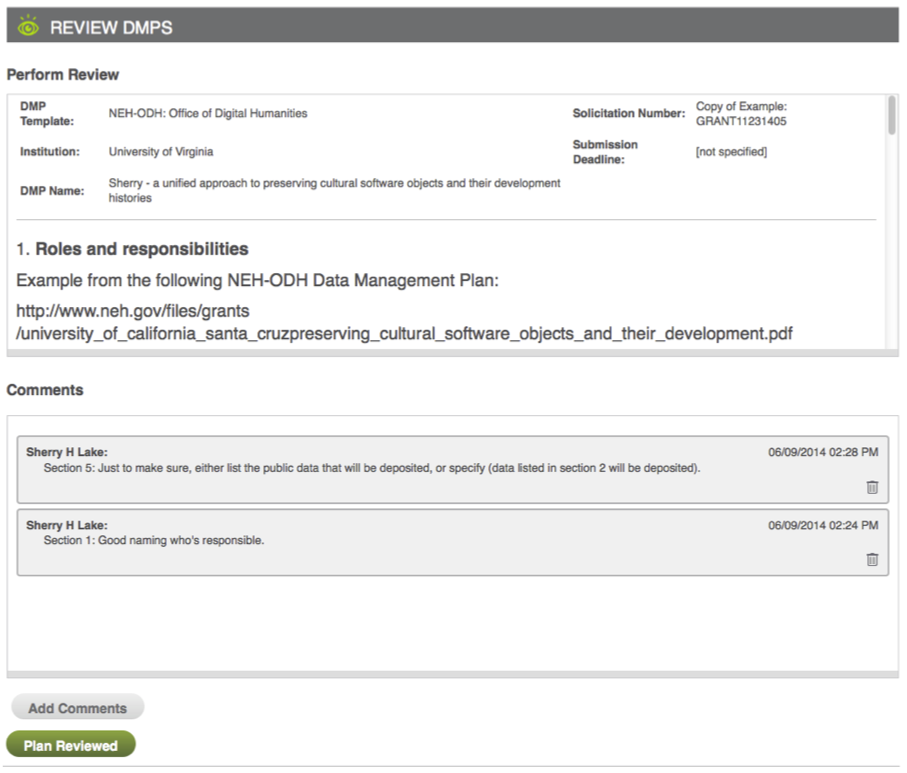 REVIEW DMPS
Perform Review
DMP
Template:
NEH-ODH: Office of Digital Humanities
Solicitation Number:
Copy of Example:
GRANT11231405
Institution:
University of Virginia
Submission
Deadline:
[not specified]
DMP Name:
Sherry - a unified approach to preserving cultural software objects and their development
histories
1. Roles and responsibilities
Example from the following NEH-ODH Data Management Plan:
http://www.neh.gov/files/grants
/university_of_california_santa_cruzpreserving_cultural_software_objects_and_their_development.pdf
Comments
Sherry H Lake:
06/09/2014 02:28 PM
Section 5: Just to make sure, either list the public data that will be deposited, or specify (data listed in section 2 will be deposited).
Sherry H Lake:
06/09/2014 02:24 PM
Section 1: Good naming who's responsible.
Add Comments
Plan Reviewed